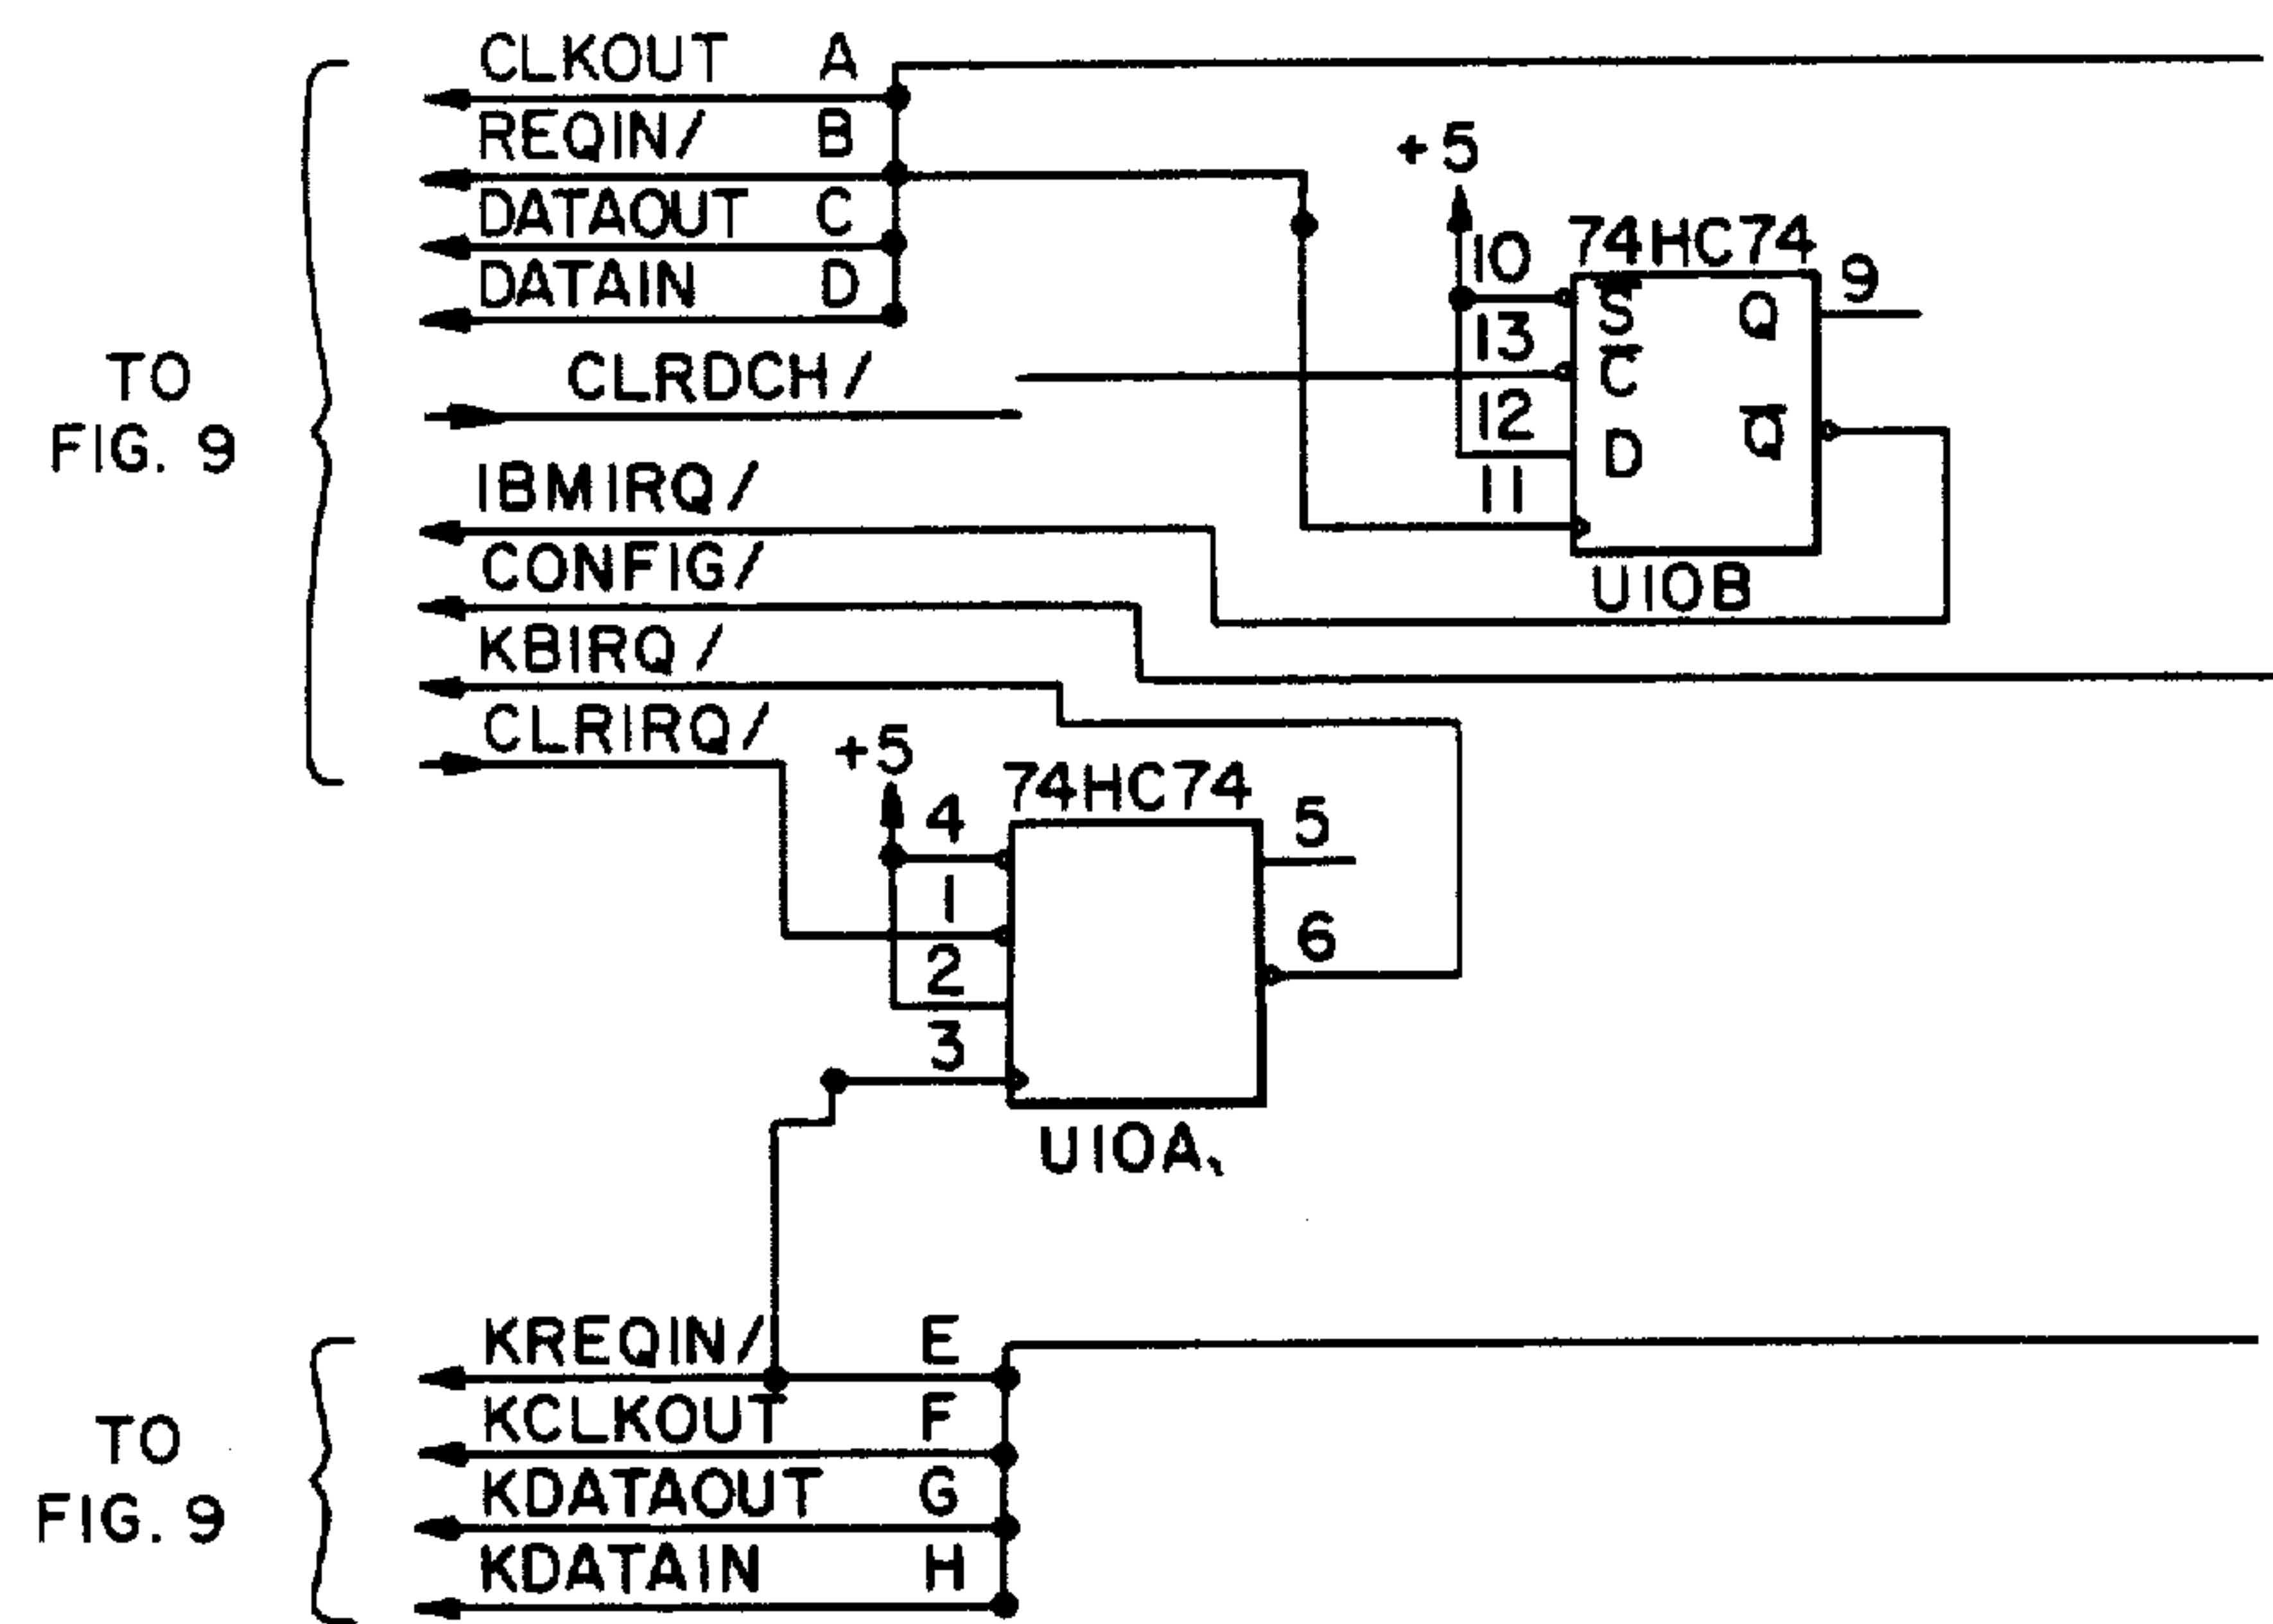 CLKOUT A
REQIN/ B
DATAOUT C
DATAIN D
CLRDCH/
IBMIRQ/
CONFIG/
KBIRQ/
CLRIRQ/
TO
FIG. 9
+5
74HC74
10
13
12
11
S̅ Q
C̅
D Q̅
9
U10B
+5
74HC74
4
1
2
3
5
6
U10A
KREQIN/ E
KCLKOUT F
KDATAOUT G
KDATAIN H
TO
FIG. 9